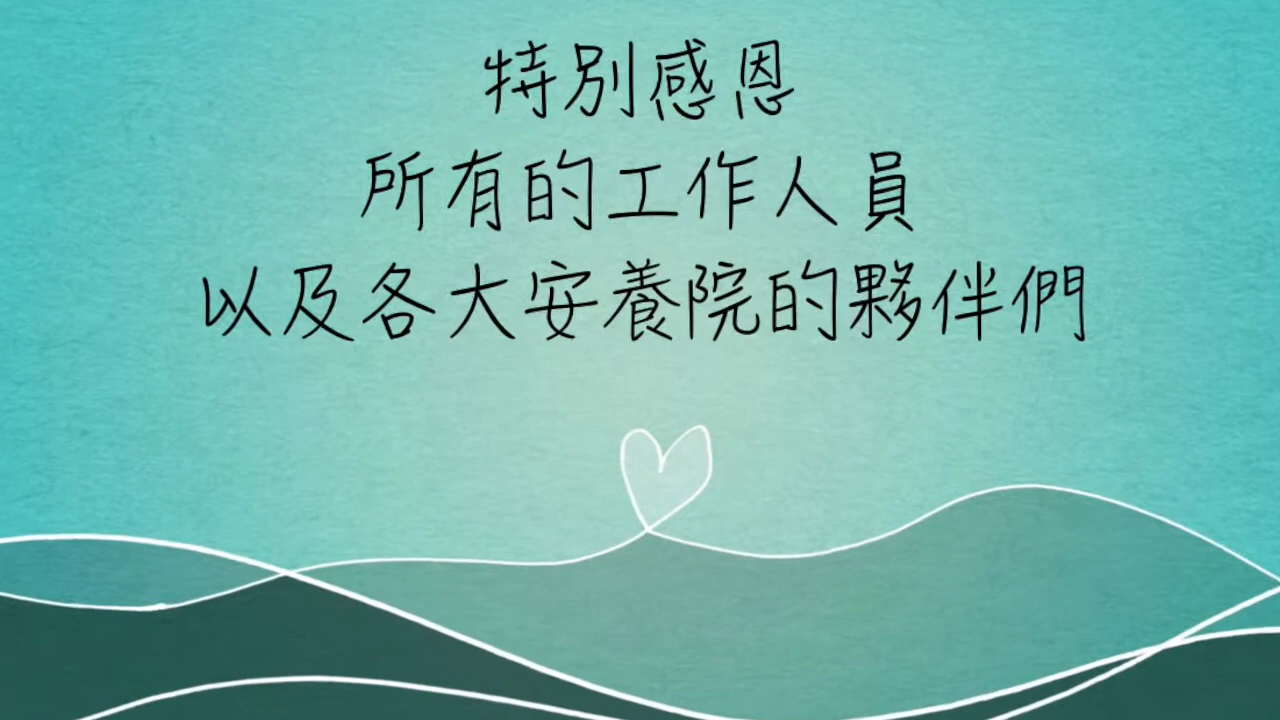 特別感恩
所有的工作人員
以及各大安養院的夥伴們